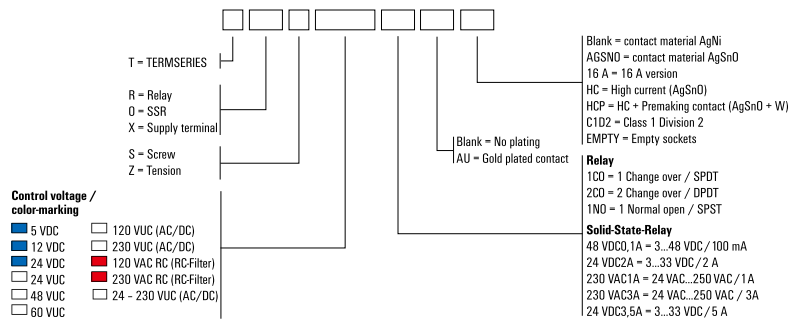 T = TERMSERIES
R = Relay
O = SSR
X = Supply terminal
S = Screw
Z = Tension
Control voltage /
color-marking
5 VDC
12 VDC
24 VDC
24 VUC
48 VUC
60 VUC
120 VUC (AC/DC)
230 VUC (AC/DC)
120 VAC RC (RC-Filter)
230 VAC RC (RC-Filter)
24 – 230 VUC (AC/DC)
Blank = No plating
AU = Gold plated contact
Blank = contact material AgNi
AGSNO = contact material AgSnO
16 A = 16 A version
HC = High current (AgSnO)
HCP = HC + Premaking contact (AgSnO + W)
C1D2 = Class 1 Division 2
EMPTY = Empty sockets
Relay
1CO = 1 Change over / SPDT
2CO = 2 Change over / DPDT
1NO = 1 Normal open / SPST
Solid-State-Relay
48 VDC0,1A = 3...48 VDC / 100 mA
24 VDC2A = 3...33 VDC / 2 A
230 VAC1A = 24 VAC...250 VAC / 1 A
230 VAC3A = 24 VAC...250 VAC / 3A
24 VDC3,5A = 3...33 VDC / 5 A